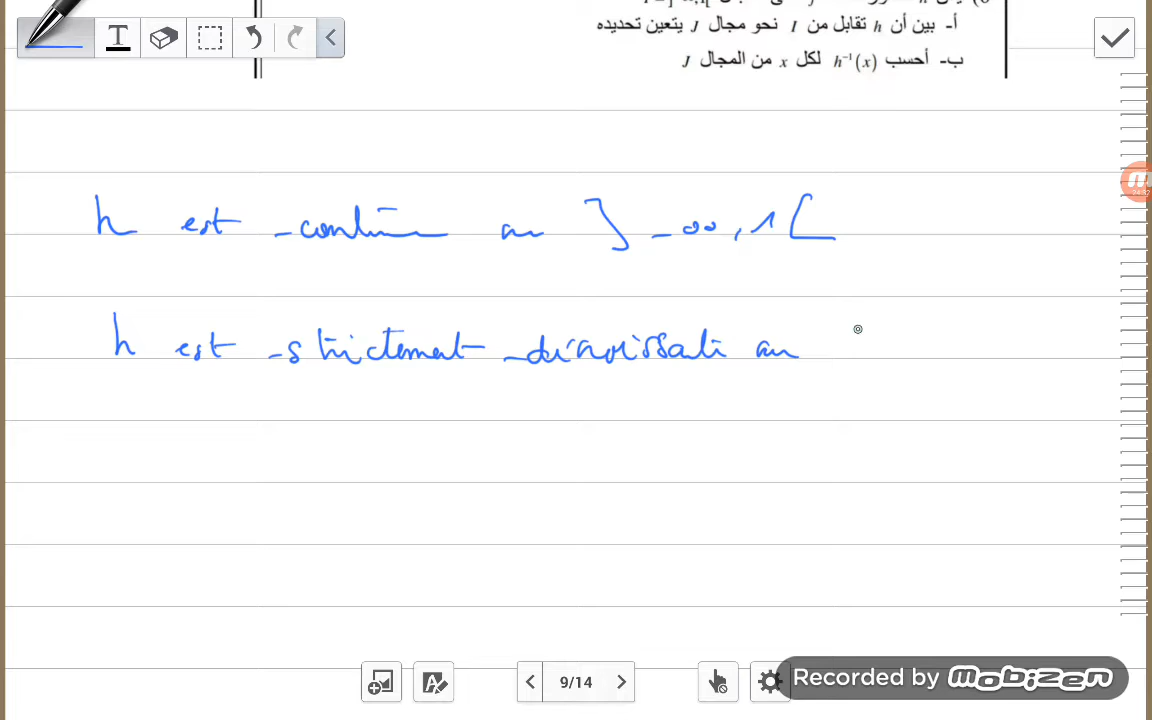 أ- بين أن h تقابل من I نحو مجال J يتعين تحديده
ب- أحسب h⁻¹(x) لكل x من المجال J
h est continue sur ]-∞,1[
h est strictement décroissante sur
9/14
Recorded by mobizen